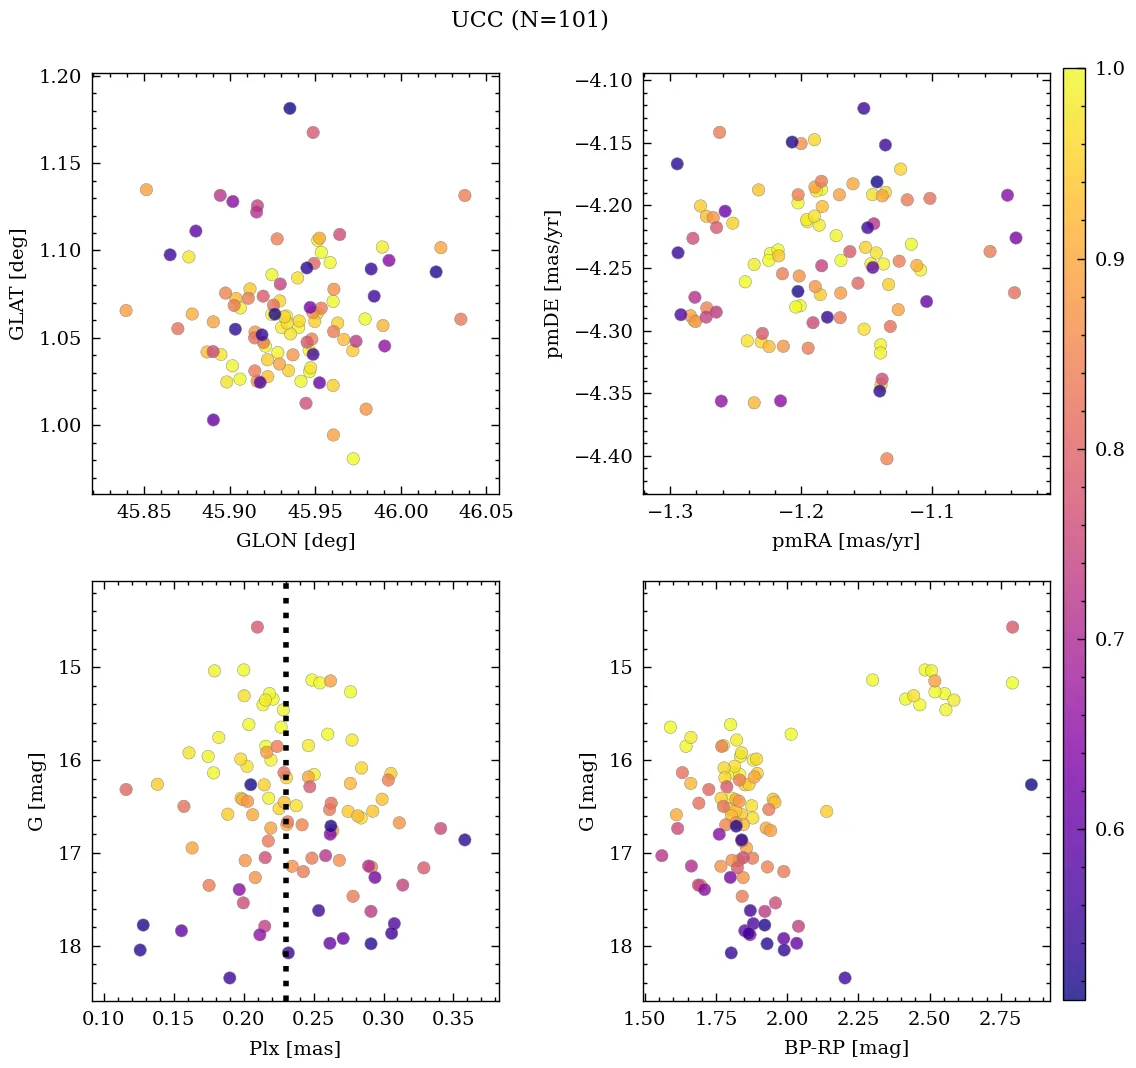 UCC (N=101)
1.20
1.15
1.10
1.05
1.00
GLAT [deg]
45.85 45.90 45.95 46.00 46.05
GLON [deg]
−4.10
−4.15
−4.20
−4.25
−4.30
−4.35
−4.40
pmDE [mas/yr]
−1.3 −1.2 −1.1
pmRA [mas/yr]
1.0
0.9
0.8
0.7
0.6
15
16
17
18
G [mag]
0.10 0.15 0.20 0.25 0.30 0.35
Plx [mas]
15
16
17
18
G [mag]
1.50 1.75 2.00 2.25 2.50 2.75
BP-RP [mag]